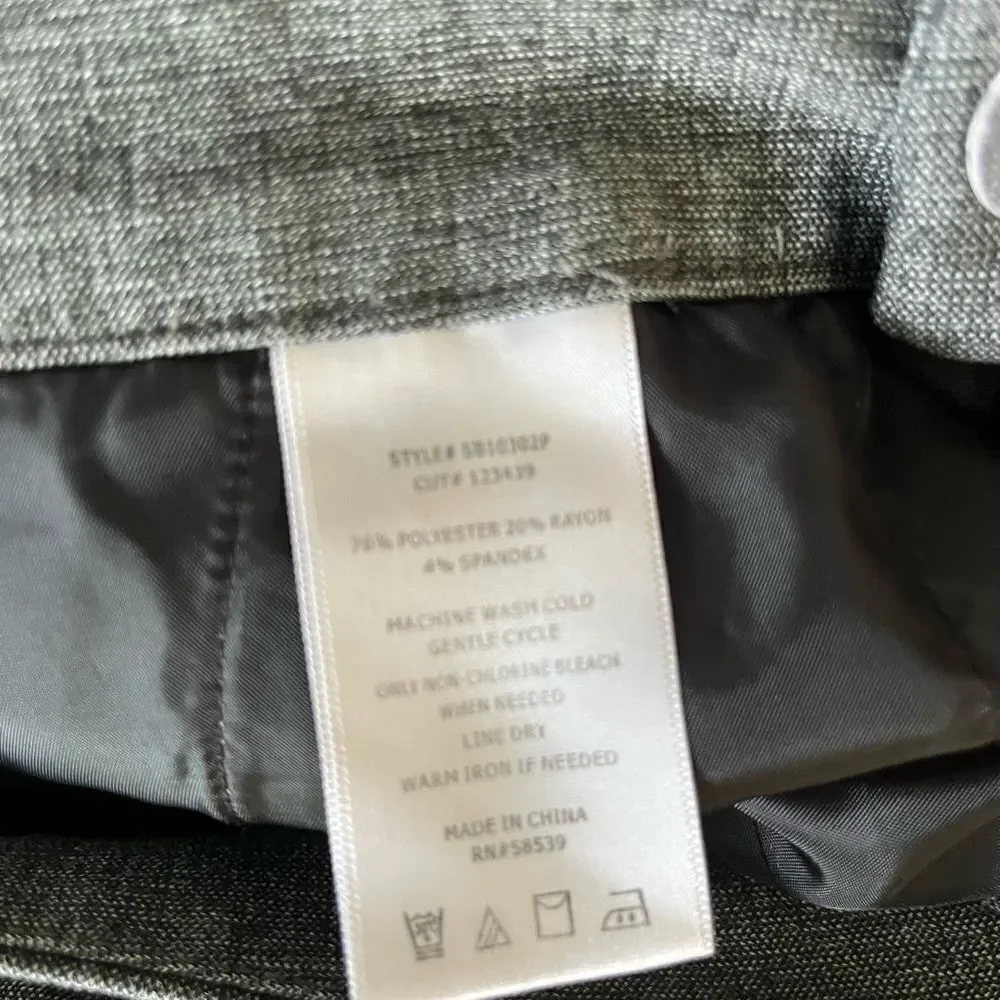 STYLE# SB10302P
CUT# 123439
76% POLYESTER 20% RAYON
4% SPANDEX
MACHINE WASH COLD
GENTLE CYCLE
ONLY NON-CHLORINE BLEACH
WHEN NEEDED
LINE DRY
WARM IRON IF NEEDED
MADE IN CHINA
RN#58539